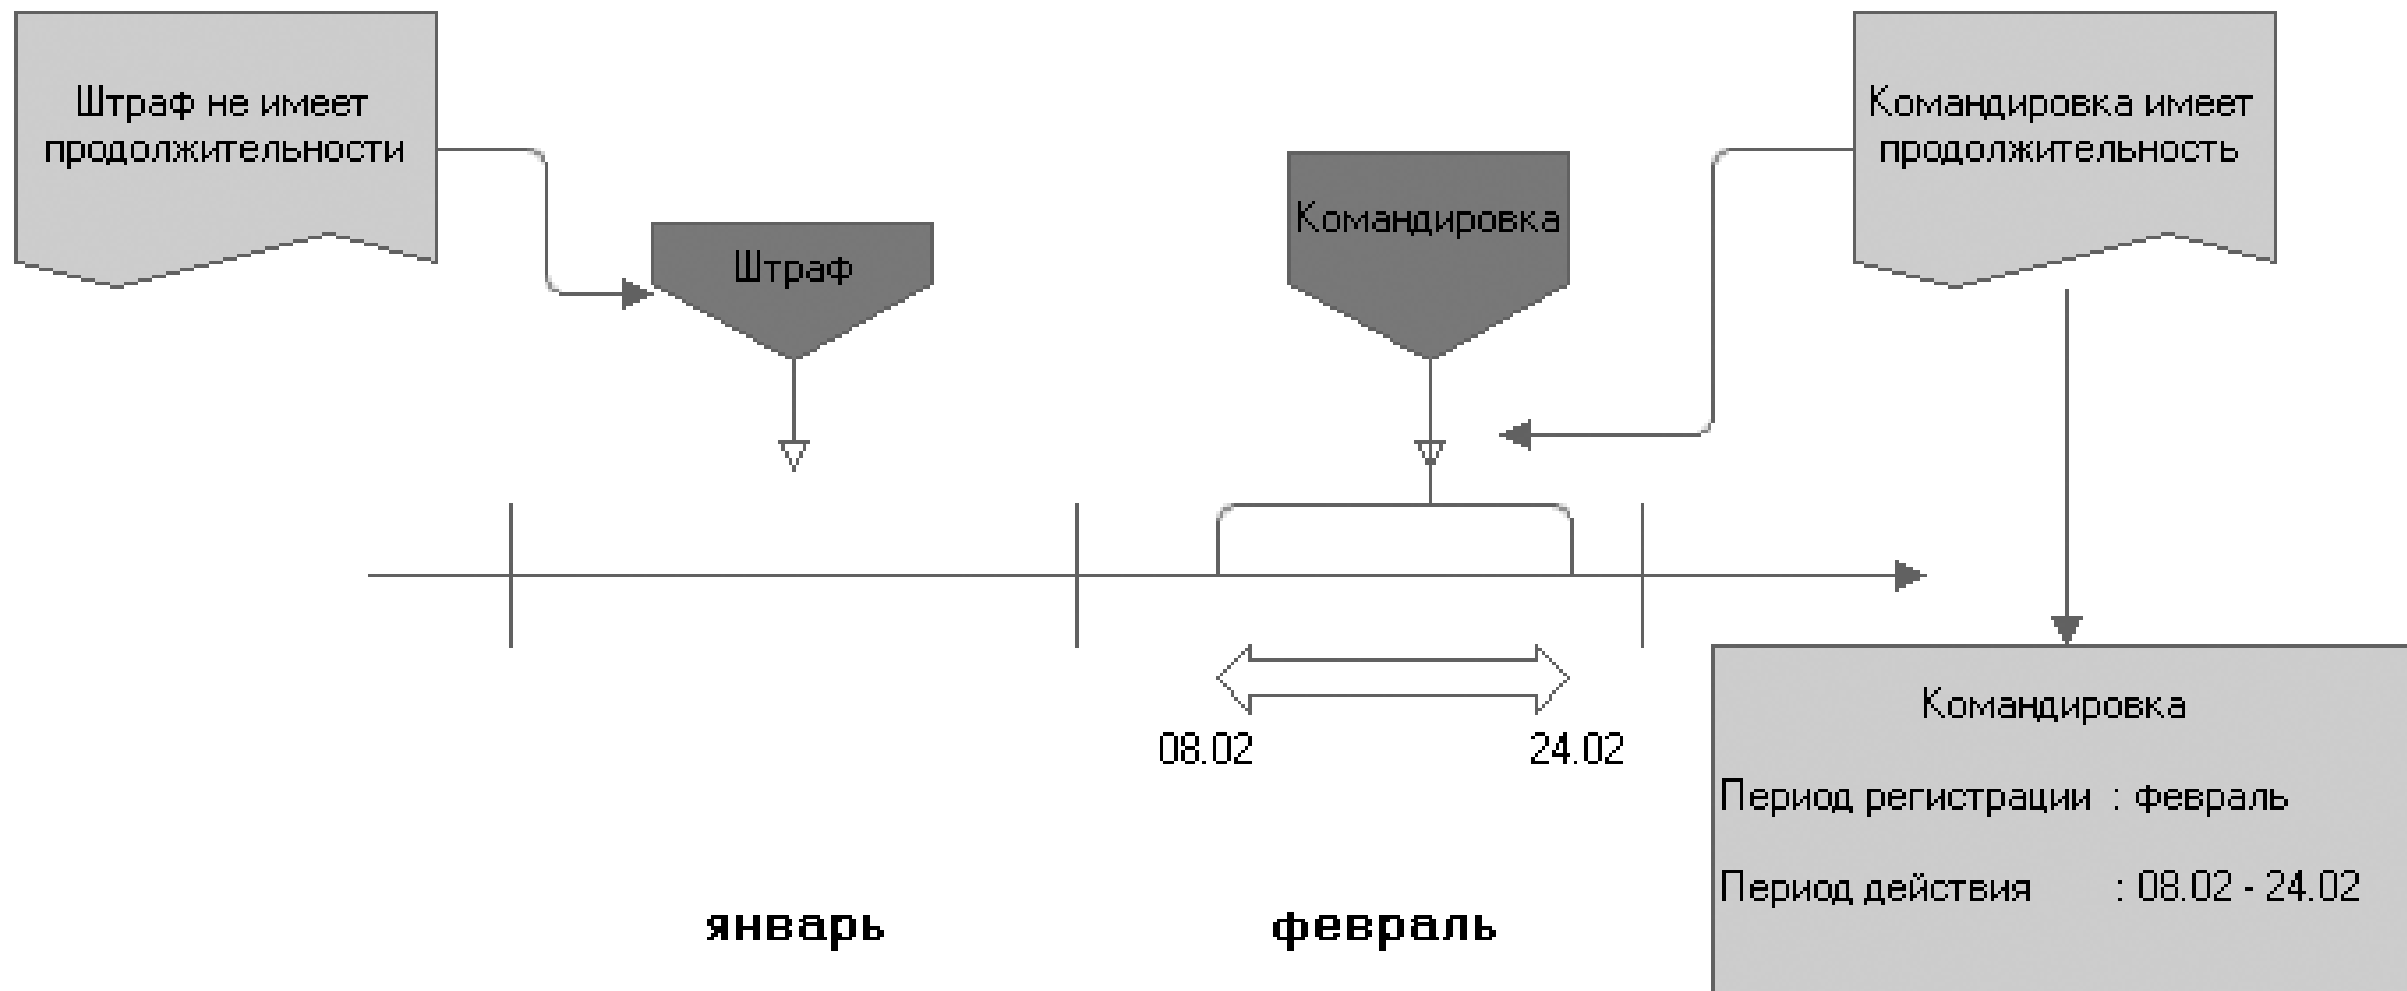 Штраф не имеет
продолжительности
Штраф
Командировка
Командировка имеет
продолжительность
08.02
24.02
январь
февраль
Командировка
Период регистрации : февраль
Период действия : 08.02 - 24.02